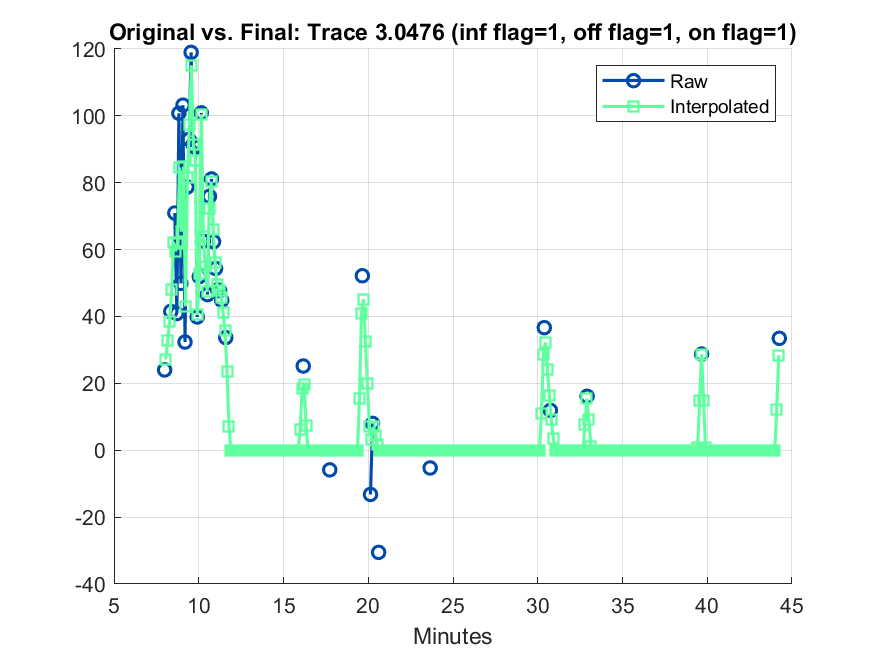 Original vs. Final: Trace 3.0476 (inf flag=1, off flag=1, on flag=1)
120
100
80
60
40
20
0
-20
-40
Raw
Interpolated
5 10 15 20 25 30 35 40 45
Minutes